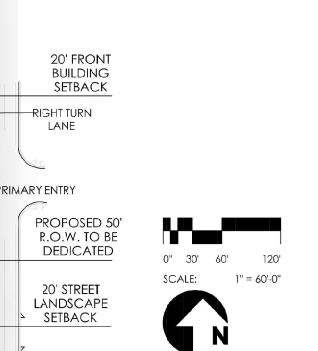 20' FRONT
BUILDING
SETBACK
RIGHT TURN
LANE
PRIMARY ENTRY
PROPOSED 50'
R.O.W. TO BE
DEDICATED
20' STREET
LANDSCAPE
SETBACK
0" 30' 60' 120'
SCALE: 1" = 60'-0"
N